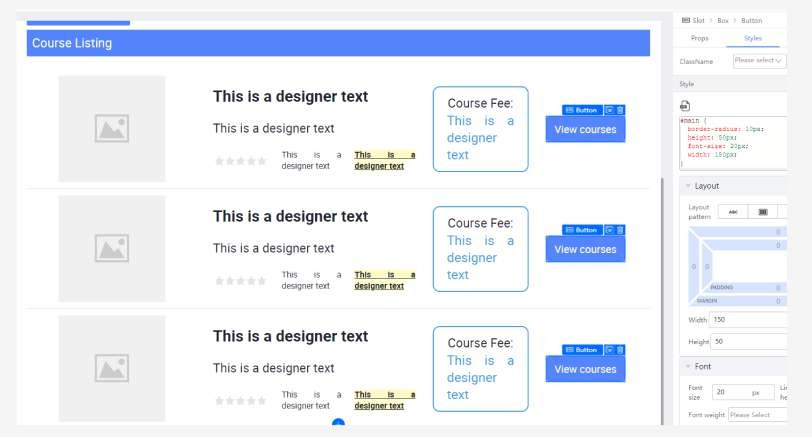 Slot > Box > Button
Props Styles
ClassName Please select
Style
#main {
border-radius: 10px;
height: 50px;
font-size: 20px;
width: 150px;
}
Layout
Layout pattern ABC
0
0
0 0
PADDING 0
MARGIN 0
Width 150
Height 50
Font
Font size 20 px Li he
Font weight Please Select
Course Listing
This is a designer text
This is a designer text
This is a designer text
This is a designer text
Course Fee:
This is a designer text
Button
View courses
This is a designer text
This is a designer text
This is a designer text
This is a designer text
Course Fee:
This is a designer text
Button
View courses
This is a designer text
This is a designer text
This is a designer text
This is a designer text
Course Fee:
This is a designer text
Button
View courses